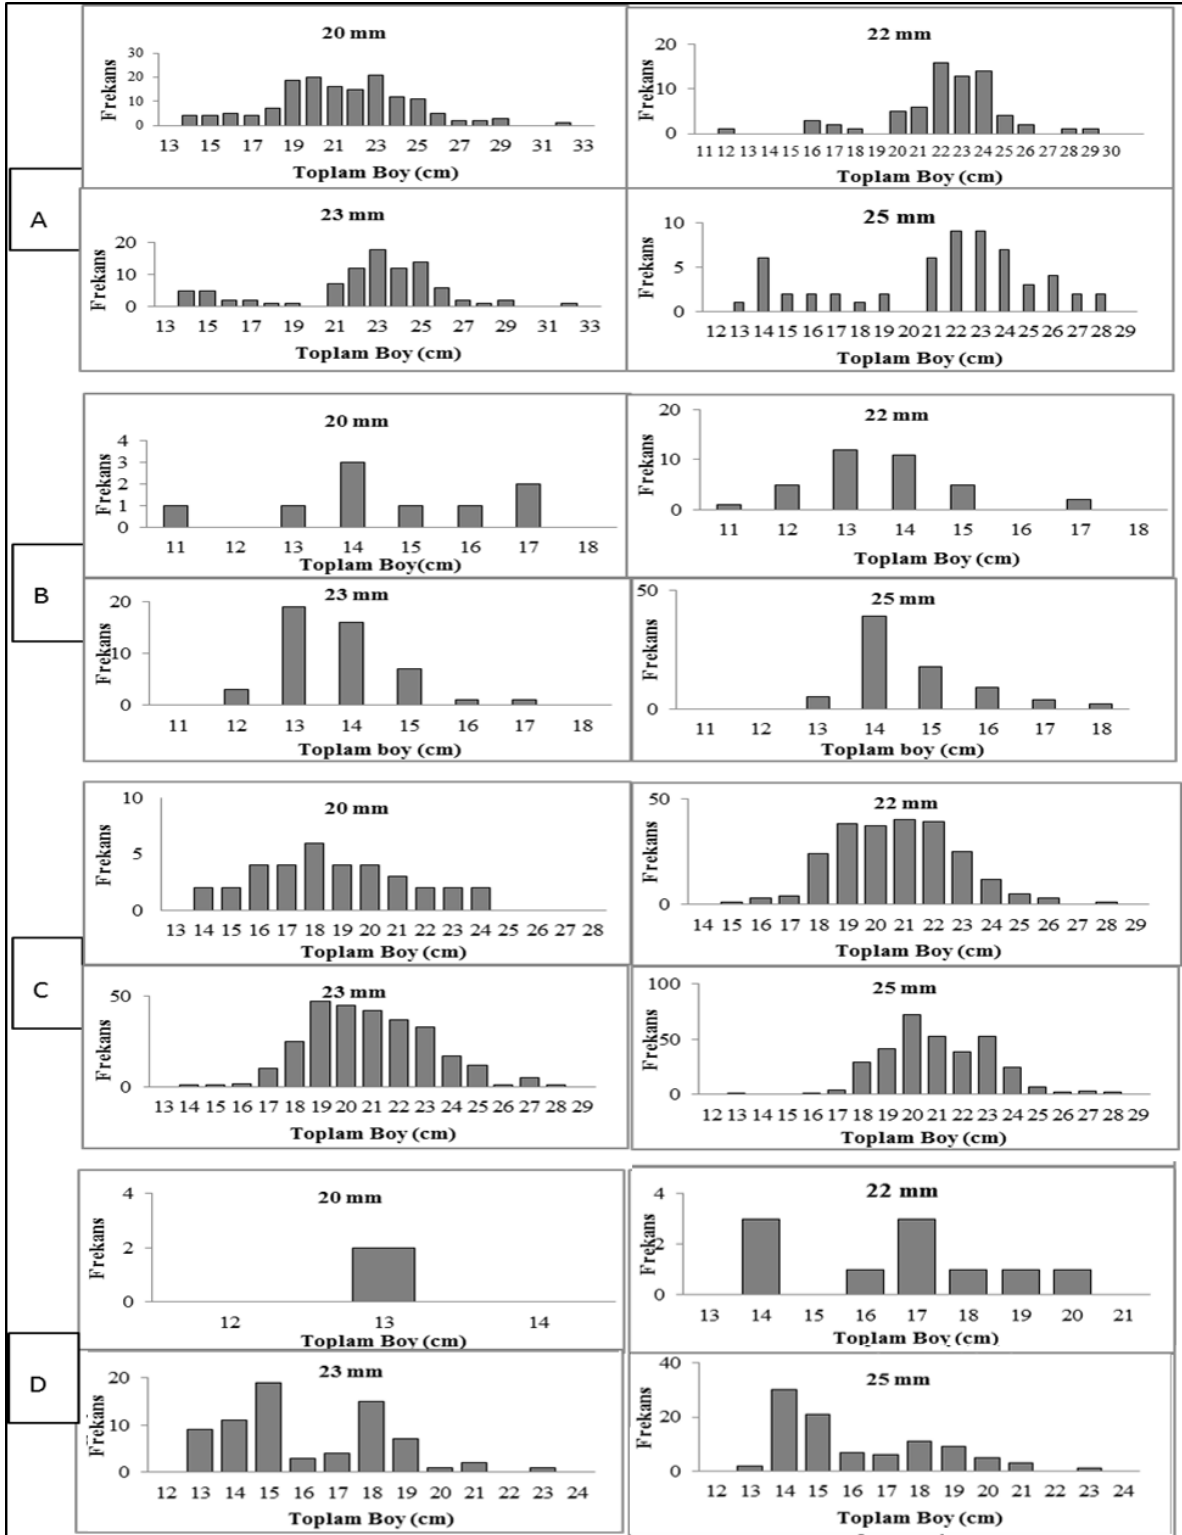 20 mm
Frekans
30
20
10
0
13 15 17 19 21 23 25 27 29 31 33
Toplam Boy (cm)
22 mm
Frekans
20
10
0
11 12 13 14 15 16 17 18 19 20 21 22 23 24 25 26 27 28 29 30
Toplam Boy (cm)
A
23 mm
Frekans
20
10
0
13 15 17 19 21 23 25 27 29 31 33
Toplam Boy (cm)
25 mm
Frekans
10
5
0
12 13 14 15 16 17 18 19 20 21 22 23 24 25 26 27 28 29
Toplam Boy (cm)
20 mm
Frekans
4
3
2
1
0
11 12 13 14 15 16 17 18
Toplam Boy(cm)
22 mm
Frekans
20
10
0
11 12 13 14 15 16 17 18
Toplam Boy (cm)
B
23 mm
Frekans
20
10
0
11 12 13 14 15 16 17 18
Toplam boy (cm)
25 mm
Frekans
50
0
11 12 13 14 15 16 17 18
Toplam boy (cm)
20 mm
Frekans
10
5
0
13 14 15 16 17 18 19 20 21 22 23 24 25 26 27 28
Toplam Boy (cm)
22 mm
Frekans
50
0
14 15 16 17 18 19 20 21 22 23 24 25 26 27 28 29
Toplam Boy (cm)
C
23 mm
Frekans
50
0
13 14 15 16 17 18 19 20 21 22 23 24 25 26 27 28 29
Toplam Boy (cm)
25 mm
Frekans
100
50
0
12 13 14 15 16 17 18 19 20 21 22 23 24 25 26 27 28 29
Toplam Boy (cm)
20 mm
Frekans
4
2
0
12 13 14
Toplam Boy (cm)
22 mm
Frekans
4
2
0
13 14 15 16 17 18 19 20 21
Toplam Boy (cm)
D
23 mm
Frekans
20
10
0
12 13 14 15 16 17 18 19 20 21 22 23 24
Toplam Boy (cm)
25 mm
Frekans
40
20
0
12 13 14 15 16 17 18 19 20 21 22 23 24
Toplam Boy (cm)